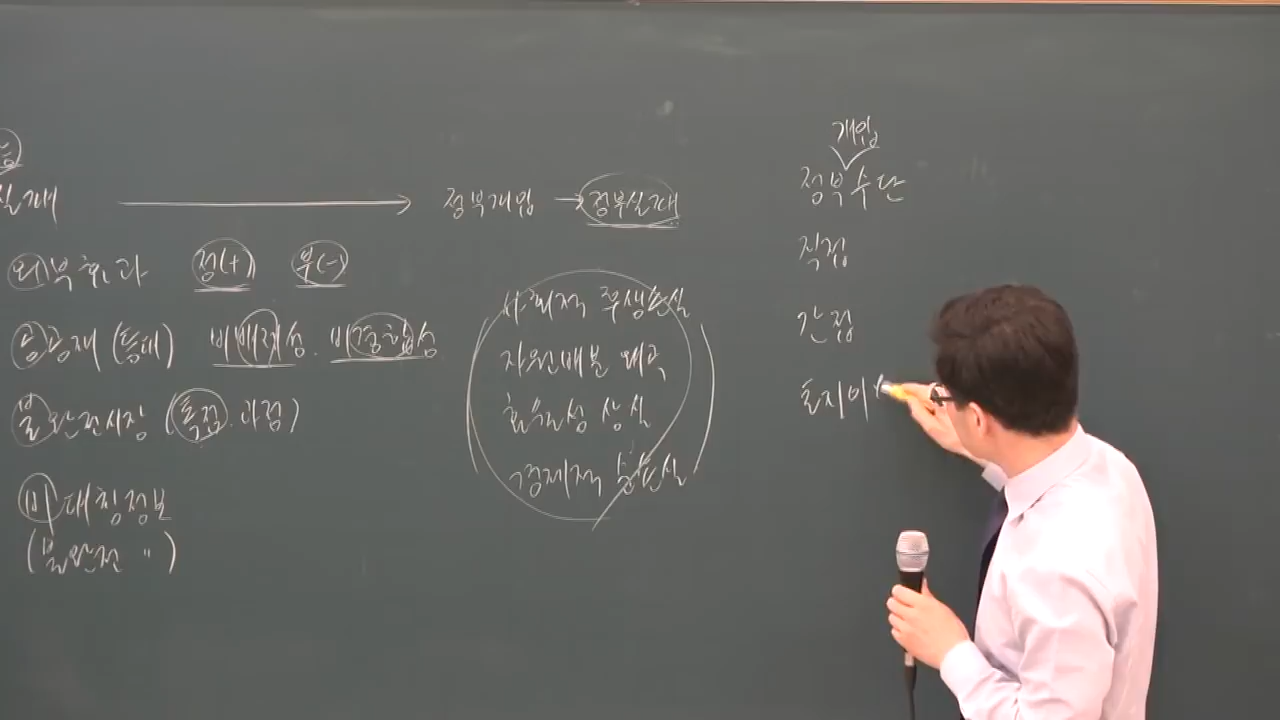 실패 → 정부개입 → 정부실패
외부효과 정(+) 부(-)
공공재 (통대) 비배제성 . 비경합성
불완전시장 (독점. 과점)
비대칭정보
(불완전 〃)
사회적 후생손실
자원배분 왜곡
효율성 상실
경제적 순손실
개입
정부수단
직접
간접
토지이